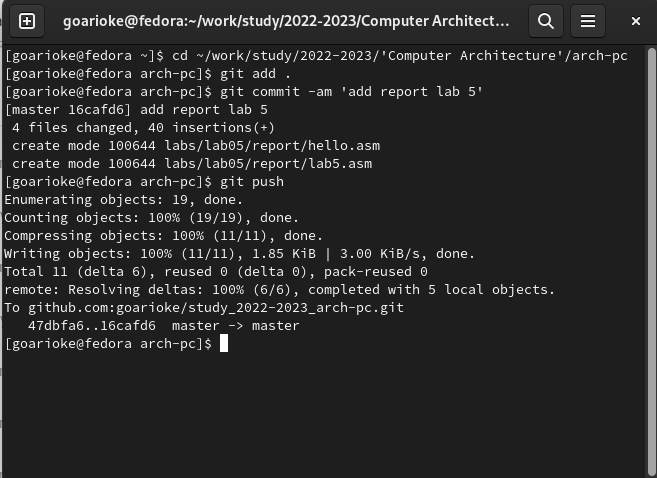 goarioke@fedora:~/work/study/2022-2023/Computer Architect...
[goarioke@fedora ~]$ cd ~/work/study/2022-2023/'Computer Architecture'/arch-pc
[goarioke@fedora arch-pc]$ git add .
[goarioke@fedora arch-pc]$ git commit -am 'add report lab 5'
[master 16cafd6] add report lab 5
 4 files changed, 40 insertions(+)
 create mode 100644 labs/lab05/report/hello.asm
 create mode 100644 labs/lab05/report/lab5.asm
[goarioke@fedora arch-pc]$ git push
Enumerating objects: 19, done.
Counting objects: 100% (19/19), done.
Compressing objects: 100% (11/11), done.
Writing objects: 100% (11/11), 1.85 KiB | 3.00 KiB/s, done.
Total 11 (delta 6), reused 0 (delta 0), pack-reused 0
remote: Resolving deltas: 100% (6/6), completed with 5 local objects.
To github.com:goarioke/study_2022-2023_arch-pc.git
   47dbfa6..16cafd6  master -> master
[goarioke@fedora arch-pc]$